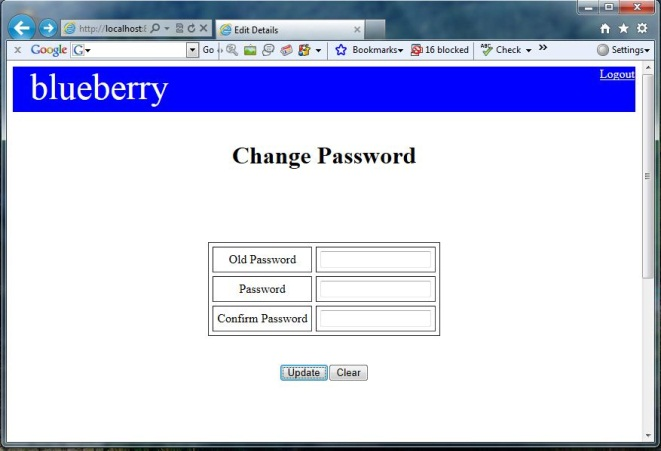 http://localhost:
Edit Details
x Google G Go Bookmarks 16 blocked ABC Check » Settings
Logout
blueberry
Change Password
Old Password
Password
Confirm Password
Update Clear